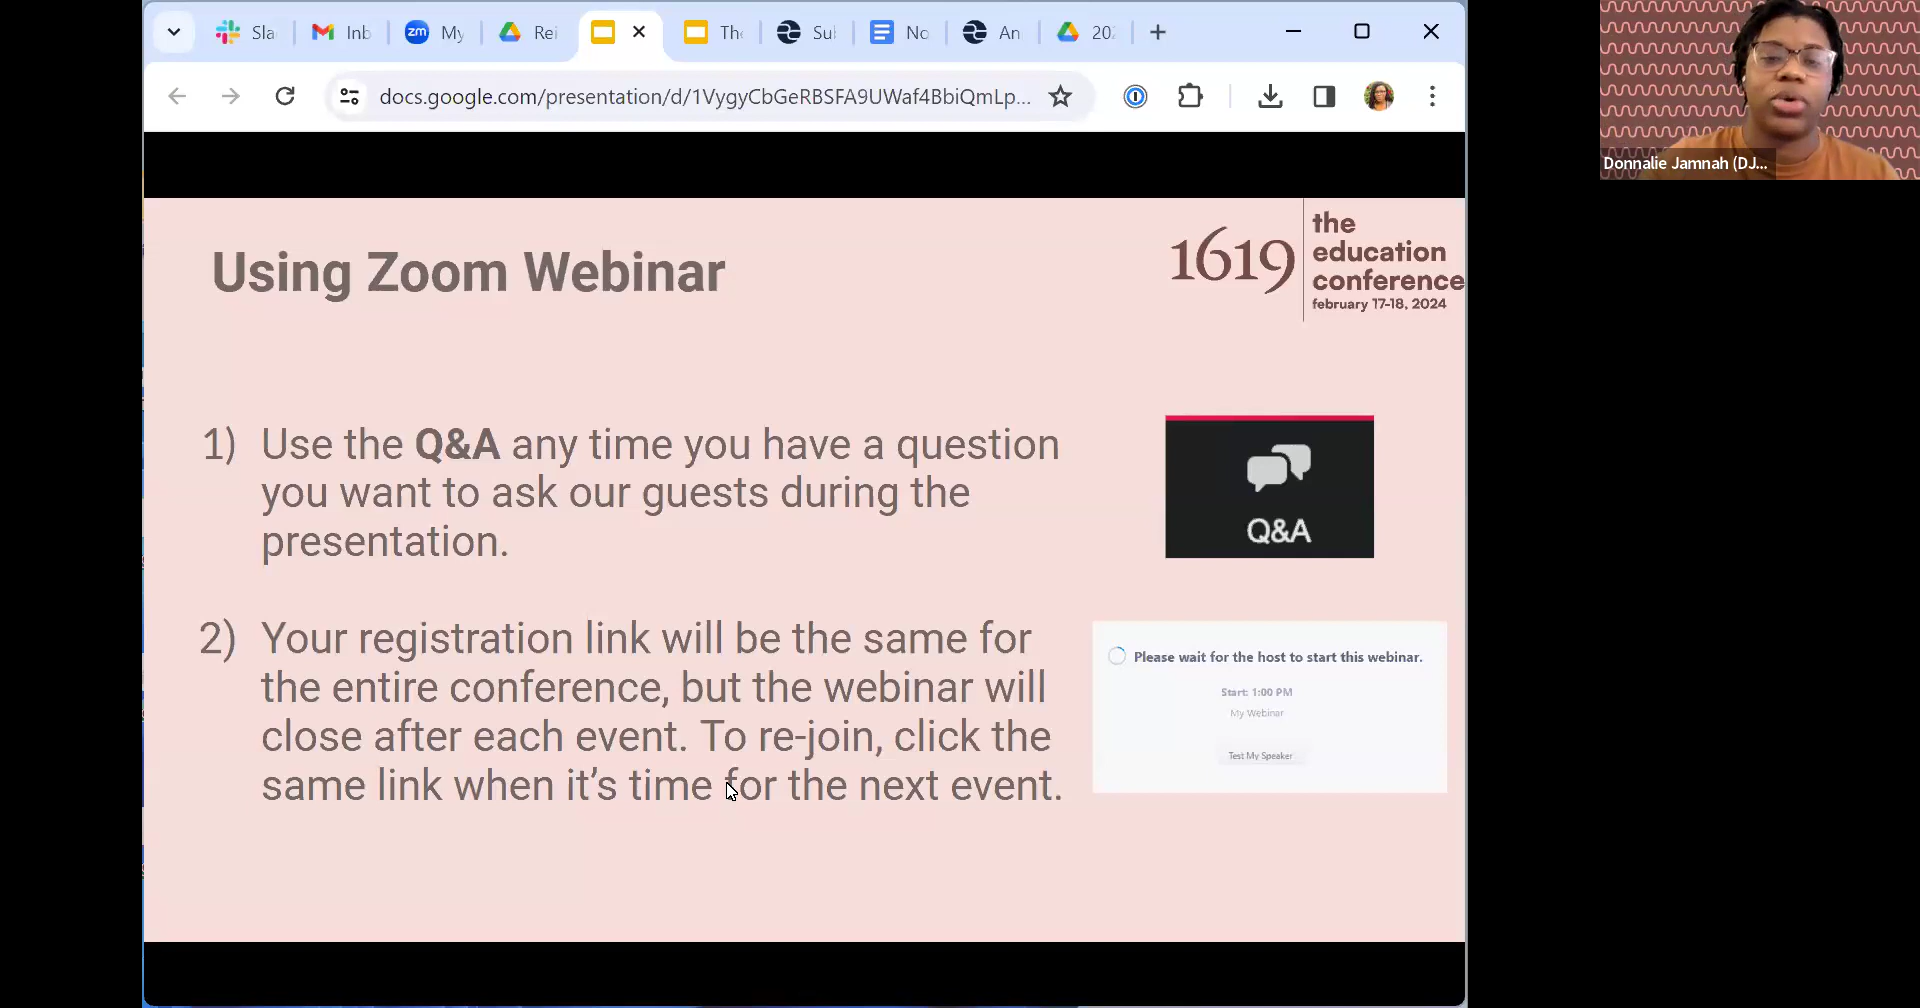 Sla
Inb
zm
My
Rei
The
Sul
No
An
202
docs.google.com/presentation/d/1VygyCbGeRBSFA9UWaf4BbiQmLp...
Donnalie Jamnah (DJ...
Using Zoom Webinar
1619
the
education
conference
february 17-18, 2024
1) Use the Q&A any time you have a question
you want to ask our guests during the
presentation.
Q&A
2) Your registration link will be the same for
the entire conference, but the webinar will
close after each event. To re-join, click the
same link when it’s time for the next event.
Please wait for the host to start this webinar.
Start: 1:00 PM
My Webinar
Test My Speaker